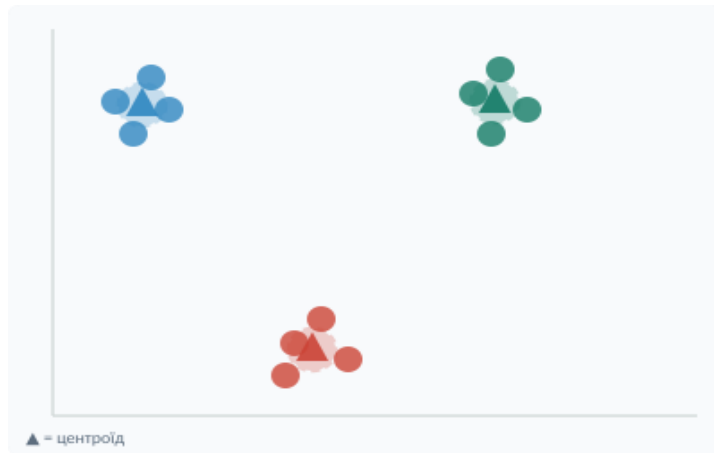 ▲ = центроїд